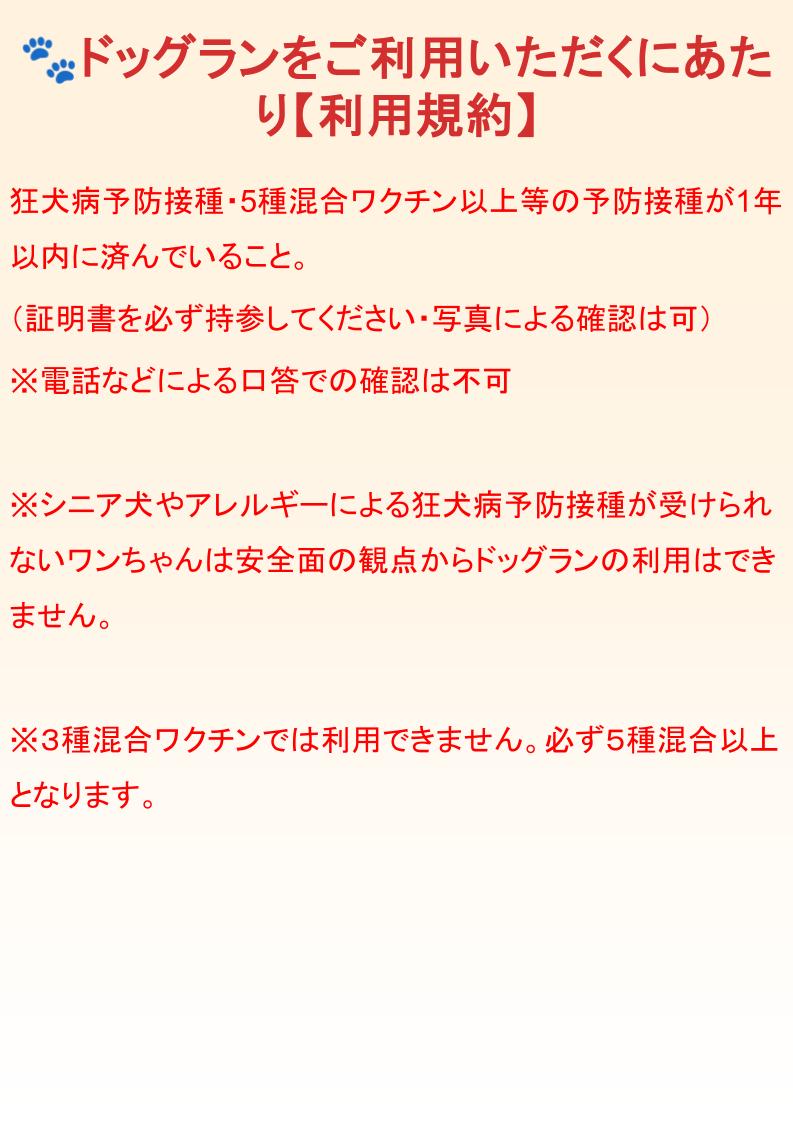 🐾ドッグランをご利用いただくにあた
り【利用規約】
狂犬病予防接種・5種混合ワクチン以上等の予防接種が1年
以内に済んでいること。
（証明書を必ず持参してください・写真による確認は可）
※電話などによる口答での確認は不可
※シニア犬やアレルギーによる狂犬病予防接種が受けられ
ないワンちゃんは安全面の観点からドッグランの利用はでき
ません。
※３種混合ワクチンでは利用できません。必ず５種混合以上
となります。